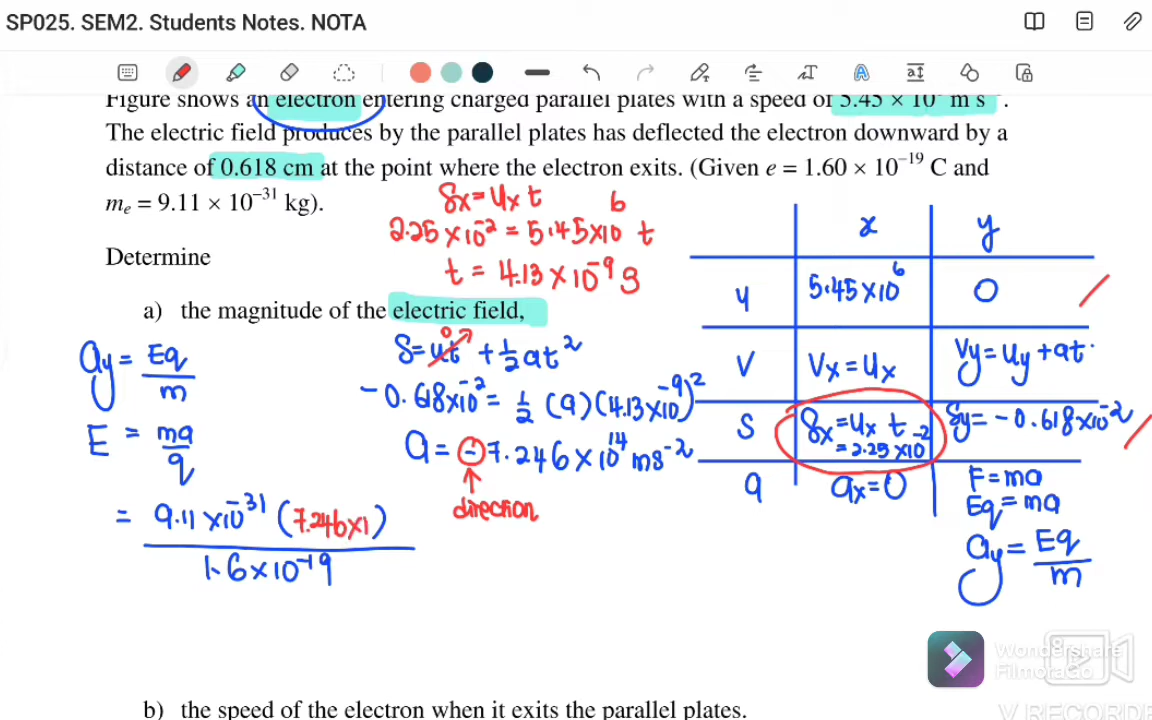 SP025. SEM2. Students Notes. NOTA
Figure shows an electron entering charged parallel plates with a speed of 5.45 × 10 m s .
The electric field produces by the parallel plates has deflected the electron downward by a
distance of 0.618 cm at the point where the electron exits. (Given e = 1.60 × 10⁻¹⁹ C and
mₑ = 9.11 × 10⁻³¹ kg).
Sx = Ux t
2.25 × 10⁻² = 5.45 × 10⁶ t
t = 4.13 × 10⁻⁹ s
Determine
a) the magnitude of the electric field,
ay = Eq/m
E = ma/q
= 9.11 × 10⁻³¹ (7.246 × 1 )
1.6 × 10⁻¹⁹
S = ut⁰ + ½ at²
-0.618 × 10⁻² = ½ (a) (4.13 × 10⁻⁹)²
a = -7.246 × 10¹⁴ ms⁻²
direction
x y
u 5.45 × 10⁶ 0
v Vx = Ux Vy = Uy + at
s Sx = Ux t = 2.25 × 10⁻² Sy = -0.618 × 10⁻²
a ax = 0 F = ma
Eq = ma
ay = Eq/m
Wondershare
Filmora
b) the speed of the electron when it exits the parallel plates.